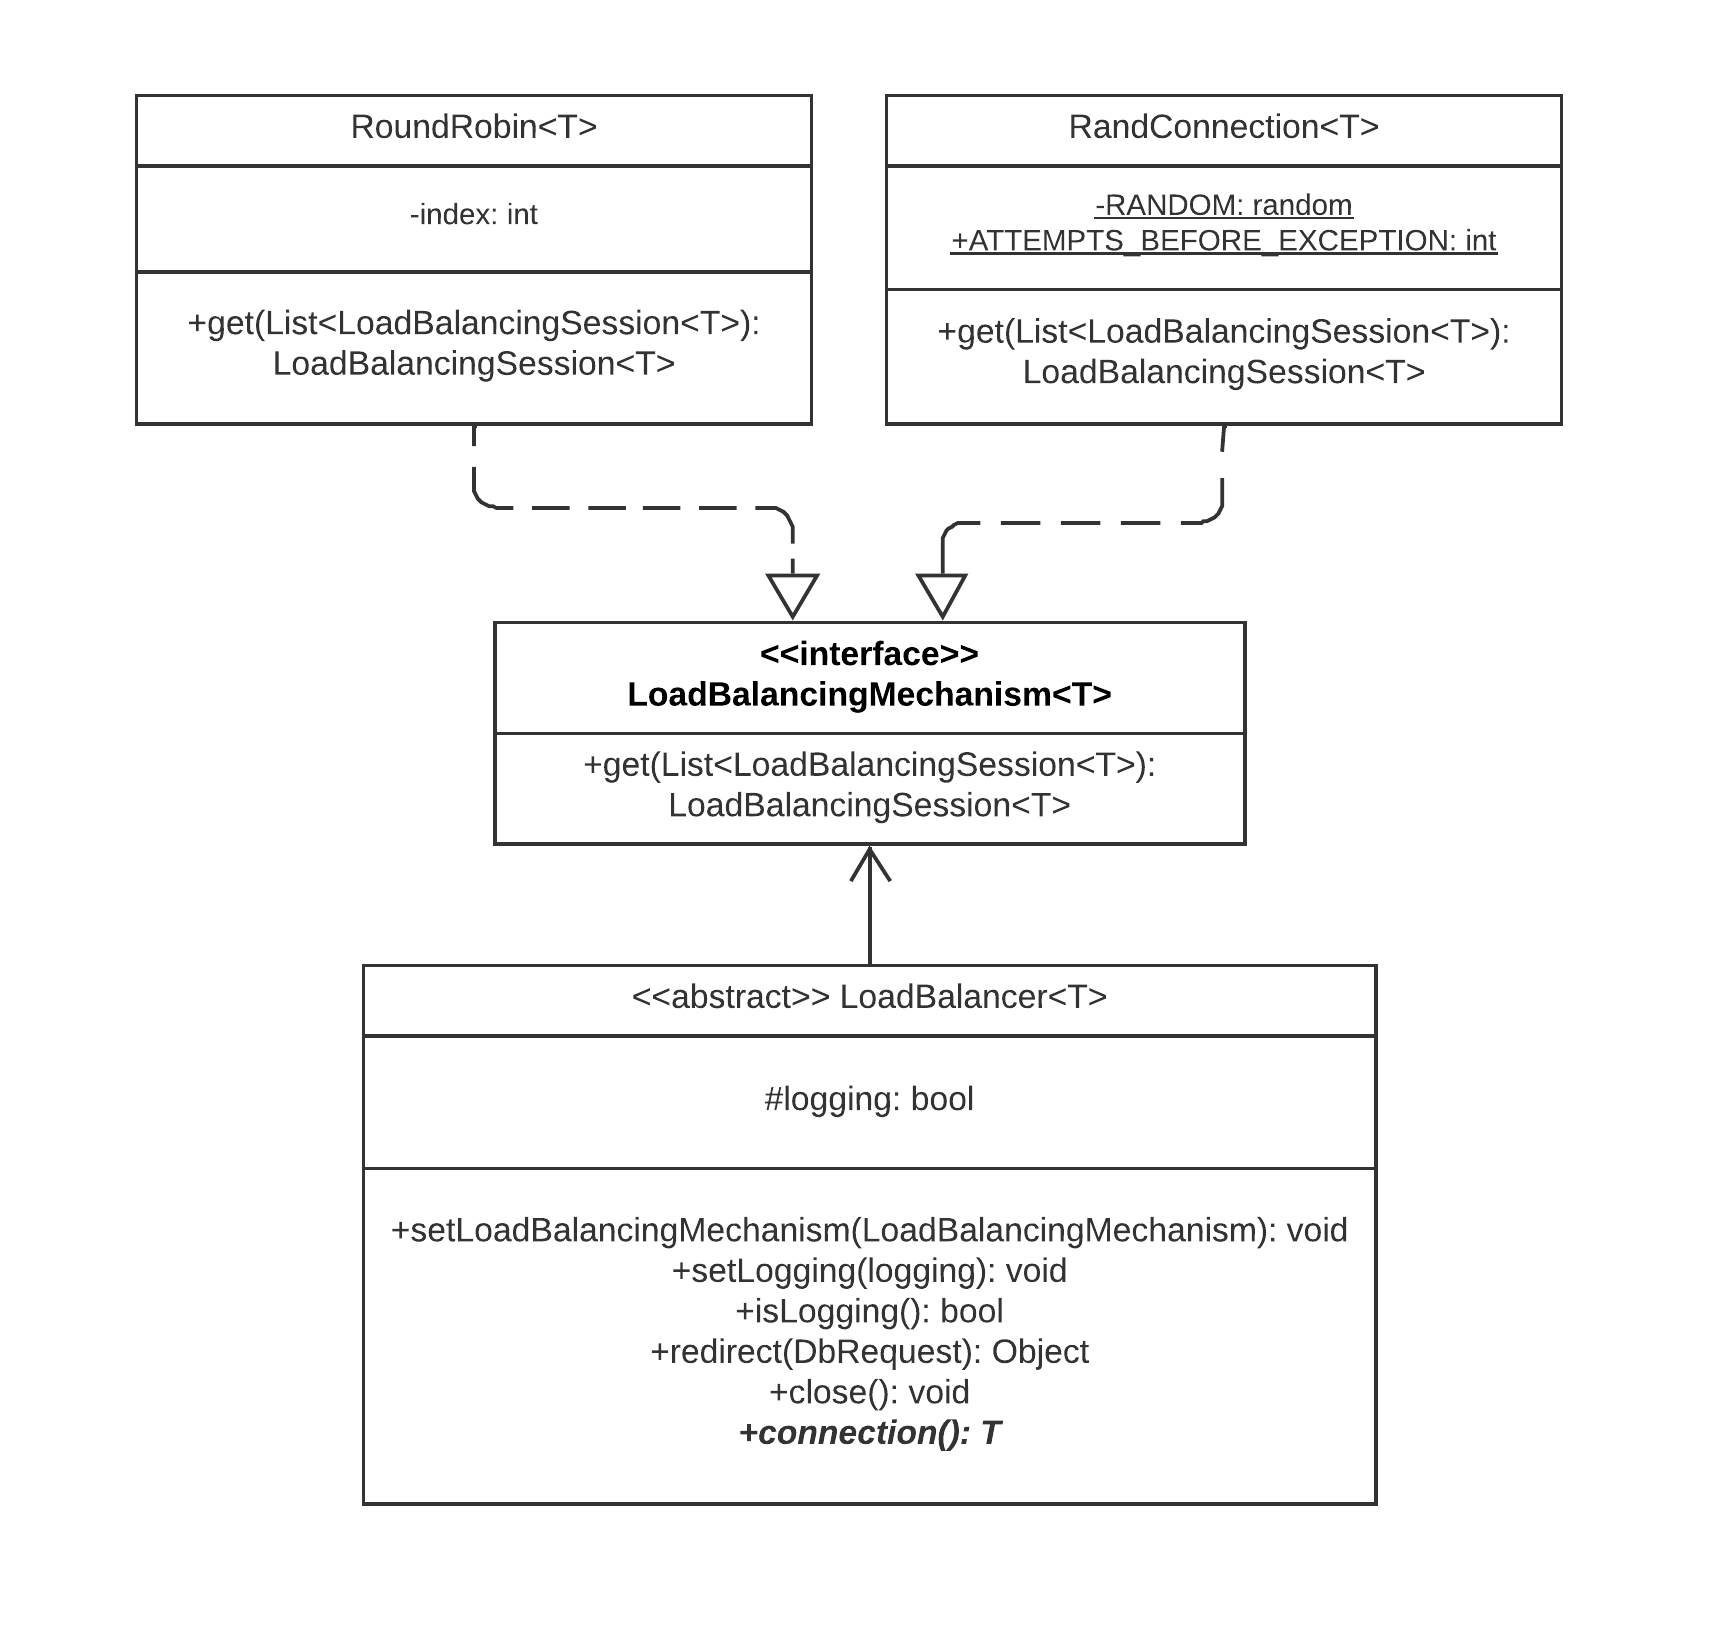 RoundRobin<T>
-index: int
+get(List<LoadBalancingSession<T>):
LoadBalancingSession<T>
RandConnection<T>
-RANDOM: random
+ATTEMPTS_BEFORE_EXCEPTION: int
+get(List<LoadBalancingSession<T>):
LoadBalancingSession<T>
<<interface>>
LoadBalancingMechanism<T>
+get(List<LoadBalancingSession<T>):
LoadBalancingSession<T>
<<abstract>> LoadBalancer<T>
#logging: bool
+setLoadBalancingMechanism(LoadBalancingMechanism): void
+setLogging(logging): void
+isLogging(): bool
+redirect(DbRequest): Object
+close(): void
+connection(): T